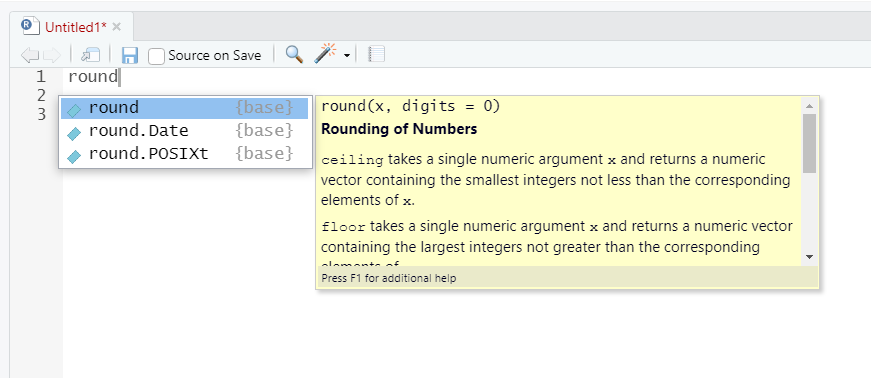 R Untitled1*
Source on Save
1 round
2
3
round {base}
round.Date {base}
round.POSIXt {base}
round(x, digits = 0)
Rounding of Numbers
ceiling takes a single numeric argument x and returns a numeric
vector containing the smallest integers not less than the corresponding
elements of x.
floor takes a single numeric argument x and returns a numeric vector
containing the largest integers not greater than the corresponding
elements of
Press F1 for additional help